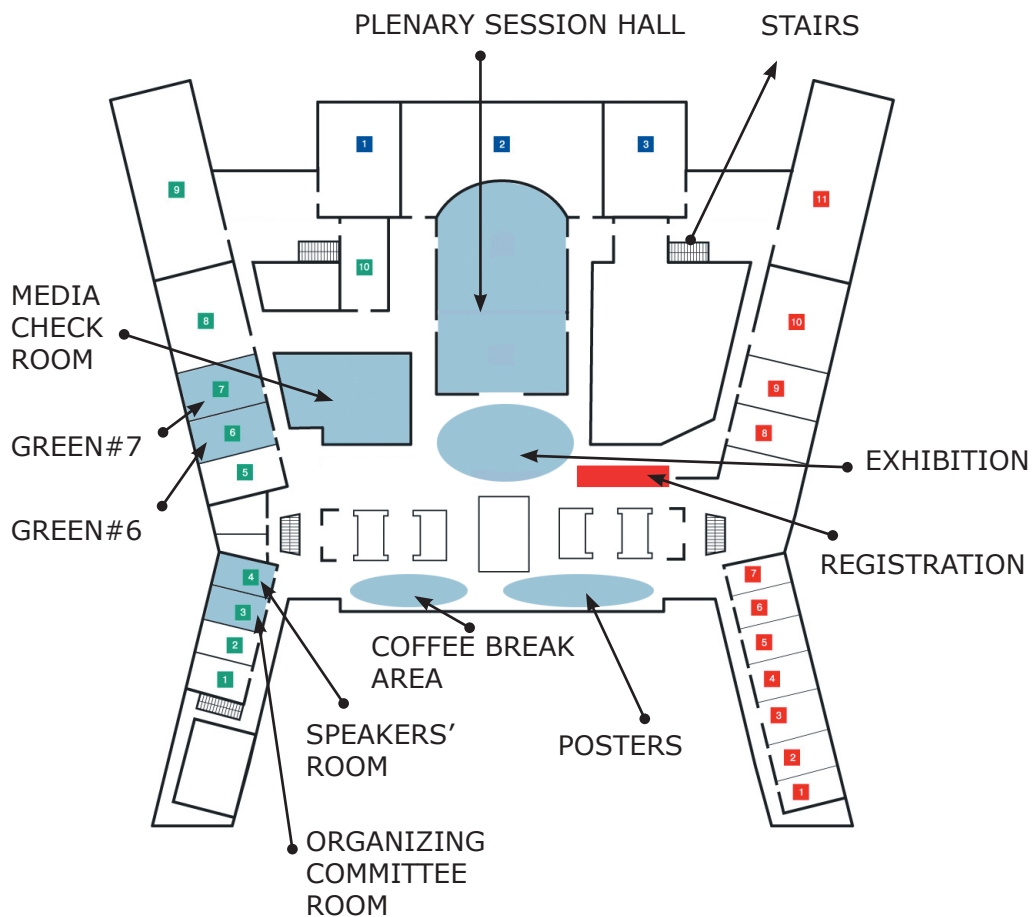 PLENARY SESSION HALL
STAIRS
1
2
3
9
11
10
MEDIA
CHECK
ROOM
8
10
7
9
6
8
GREEN#7
5
EXHIBITION
GREEN#6
REGISTRATION
4
7
3
6
2
5
COFFEE BREAK
AREA
1
4
SPEAKERS'
ROOM
3
POSTERS
2
1
ORGANIZING
COMMITTEE
ROOM